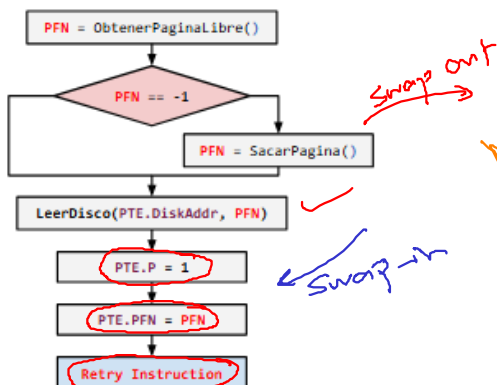 PFN = ObtenerPaginaLibre()
PFN == -1
swap out
PFN = SacarPagina()
LeerDisco(PTE.DiskAddr, PFN)
PTE.P = 1
swap-in
PTE.PFN = PFN
Retry Instruction